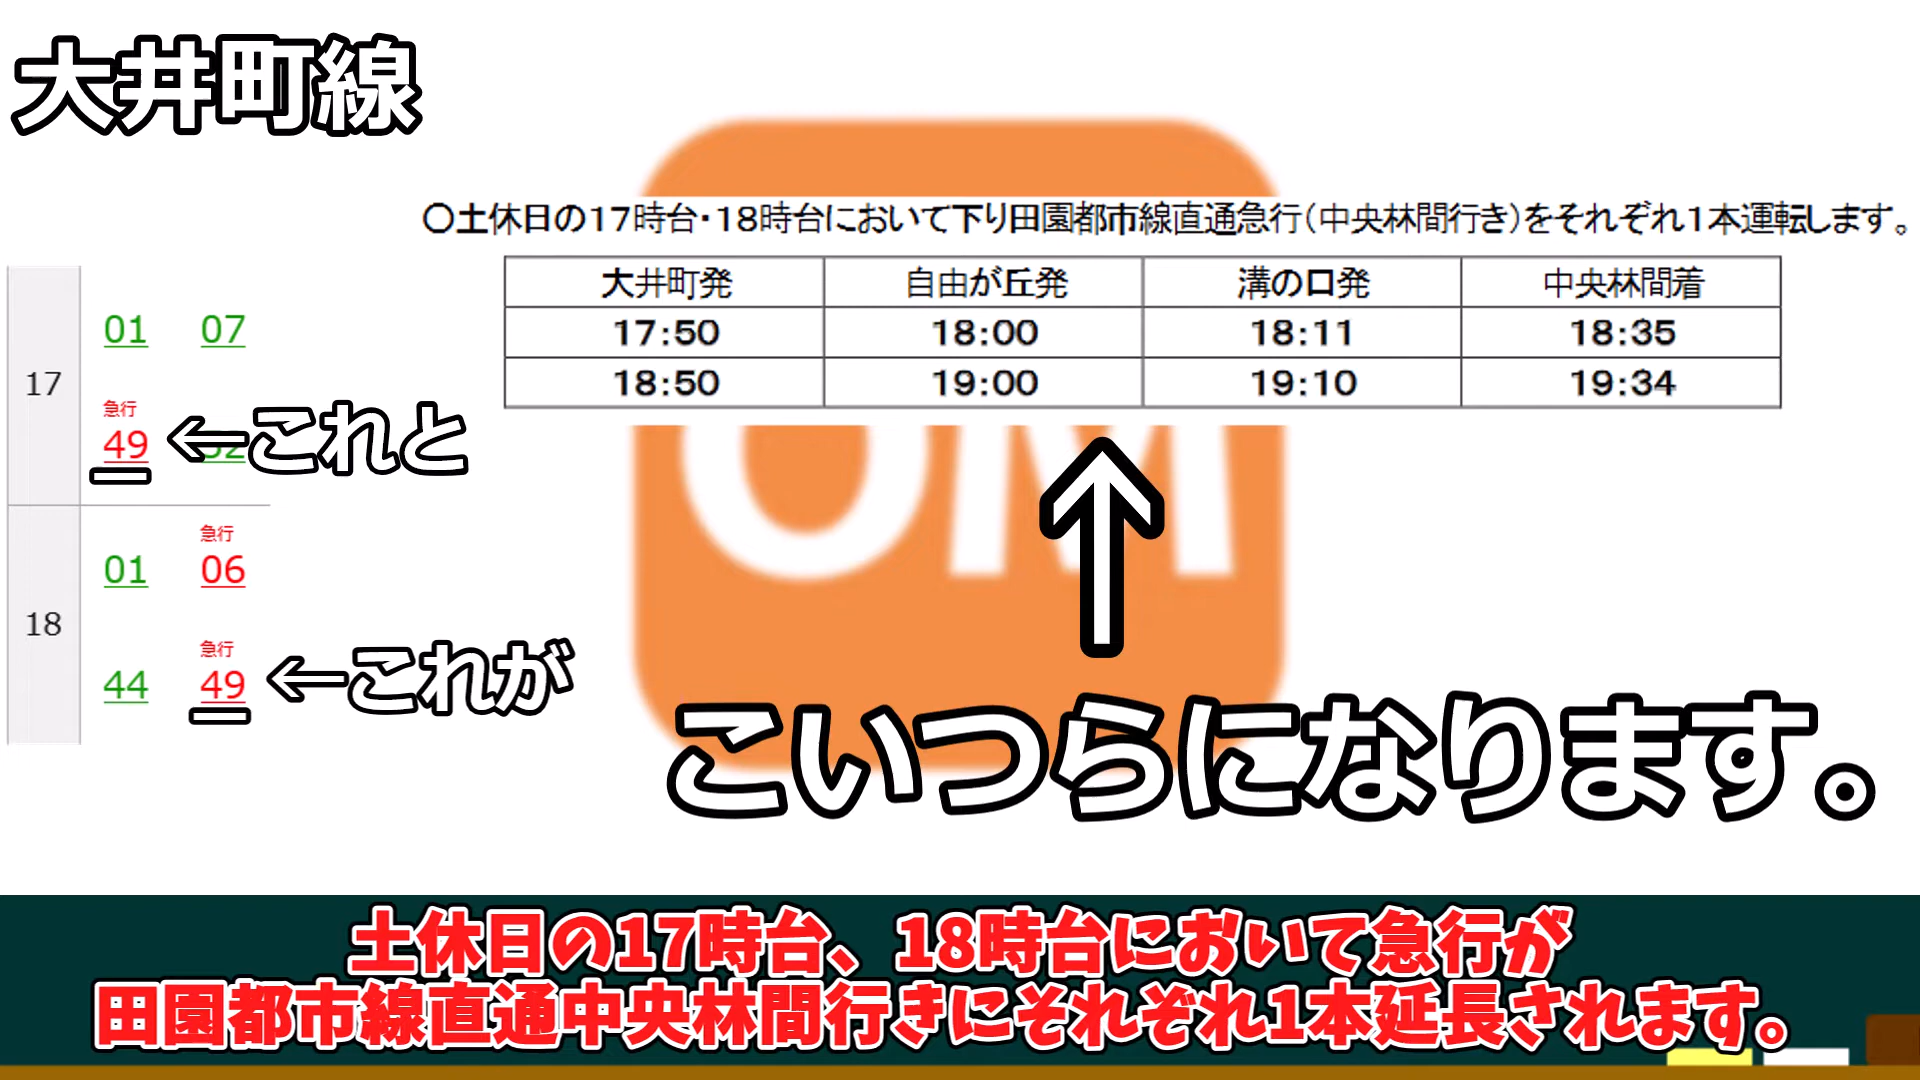 大井町線
〇土休日の17時台・18時台において下り田園都市線直通急行(中央林間行き)をそれぞれ1本運転します。
大井町発 自由が丘発 溝の口発 中央林間着
17:50 18:00 18:11 18:35
18:50 19:00 19:10 19:34
17
01 07
急行
49 ←これと
18
急行
01 06
急行
44 49 ←これが
OM
↑
こいつらになります。
土休日の17時台、18時台において急行が
田園都市線直通中央林間行きにそれぞれ1本延長されます。